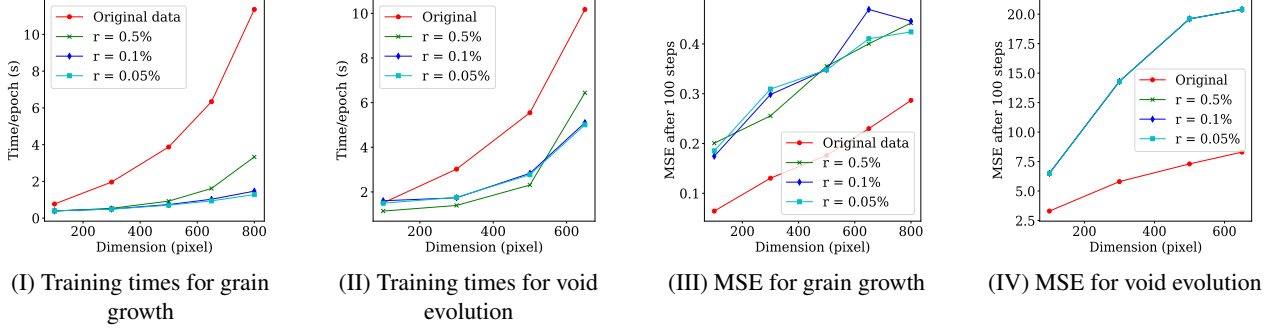 Original data
r = 0.5%
r = 0.1%
r = 0.05%
10
8
6
4
2
0
Time/epoch (s)
200
400
600
800
Dimension (pixel)
(I) Training times for grain
growth
Original
r = 0.5%
r = 0.1%
r = 0.05%
10
8
6
4
2
Time/epoch (s)
200
400
600
Dimension (pixel)
(II) Training times for void
evolution
0.4
0.3
0.2
0.1
MSE after 100 steps
Original data
r = 0.5%
r = 0.1%
r = 0.05%
200
400
600
800
Dimension (pixel)
(III) MSE for grain growth
20.0
17.5
15.0
12.5
10.0
7.5
5.0
2.5
MSE after 100 steps
Original
r = 0.5%
r = 0.1%
r = 0.05%
200
400
600
Dimension (pixel)
(IV) MSE for void evolution